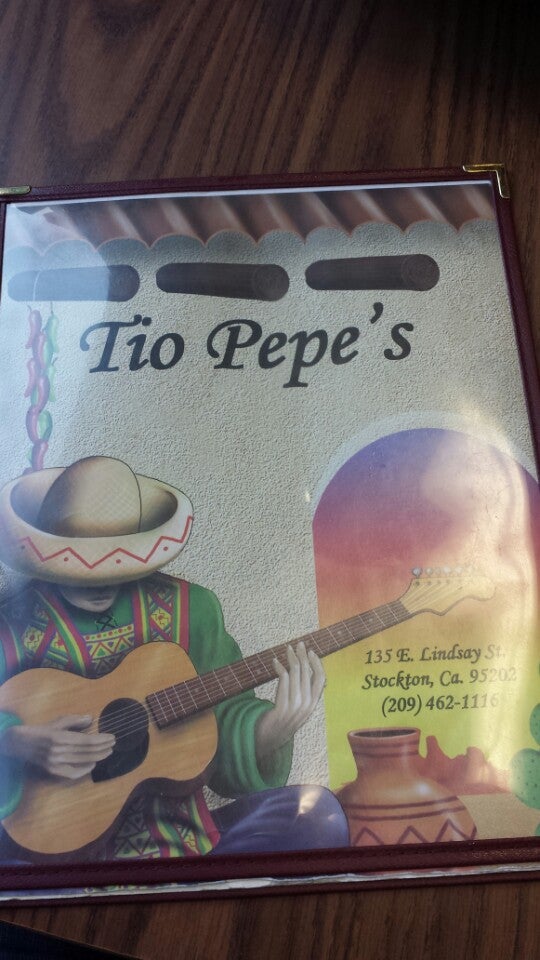 Tio Pepe's
135 E. Lindsay St.
Stockton, Ca. 95202
(209) 462-1116